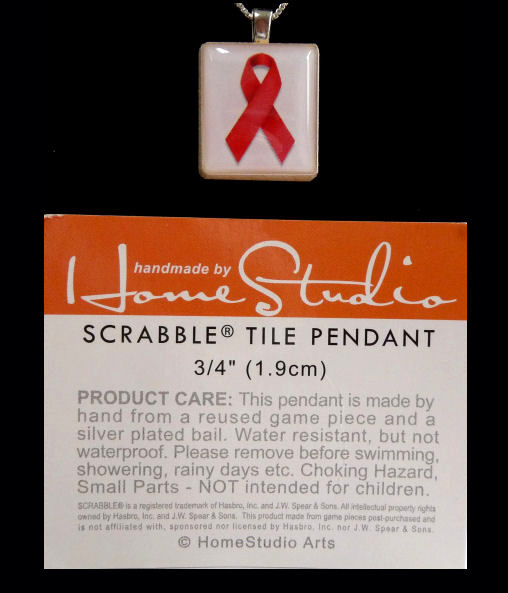 handmade by
HomeStudio
SCRABBLE® TILE PENDANT
3/4" (1.9cm)
PRODUCT CARE: This pendant is made by
hand from a reused game piece and a
silver plated bail. Water resistant, but not
waterproof. Please remove before swimming,
showering, rainy days etc. Choking Hazard,
Small Parts - NOT intended for children.
SCRABBLE® is a registered trademark of Hasbro, Inc. and J.W. Spear & Sons. All intellectual property rights
owned by Hasbro, Inc. and J.W. Spear & Sons. This product made from game pieces post-purchased and
is not affiliated with, sponsored nor licensed by Hasbro, Inc. nor J.W. Spear & Sons.
© HomeStudio Arts